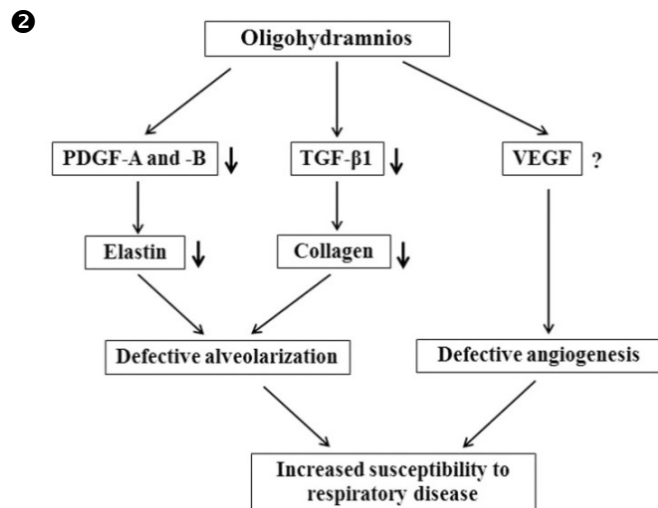 ❷
Oligohydramnios
PDGF-A and -B ↓ TGF-β1 ↓ VEGF ?
Elastin ↓ Collagen ↓
Defective alveolarization Defective angiogenesis
Increased susceptibility to
respiratory disease